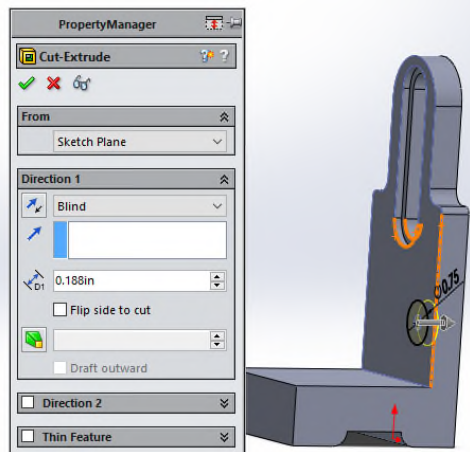 PropertyManager
Cut-Extrude
?
From
Sketch Plane
Direction 1
Blind
D1
0.188in
Flip side to cut
Draft outward
Direction 2
Thin Feature
Ø0.75